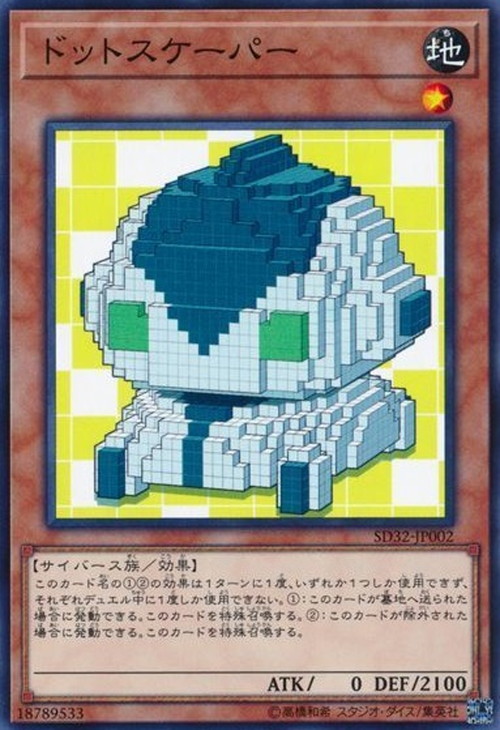 ドットスケーパー
地
SD32-JP002
【サイバース族/効果】
このカード名の①②の効果は1ターンに1度、いずれか1つしか使用できず、
それぞれデュエル中に1度しか使用できない。①:このカードが墓地へ送られた
場合に発動できる。このカードを特殊召喚する。②:このカードが除外された
場合に発動できる。このカードを特殊召喚する。
ATK/ 0 DEF/2100
18789533 ©高橋和希 スタジオ・ダイス/集英社